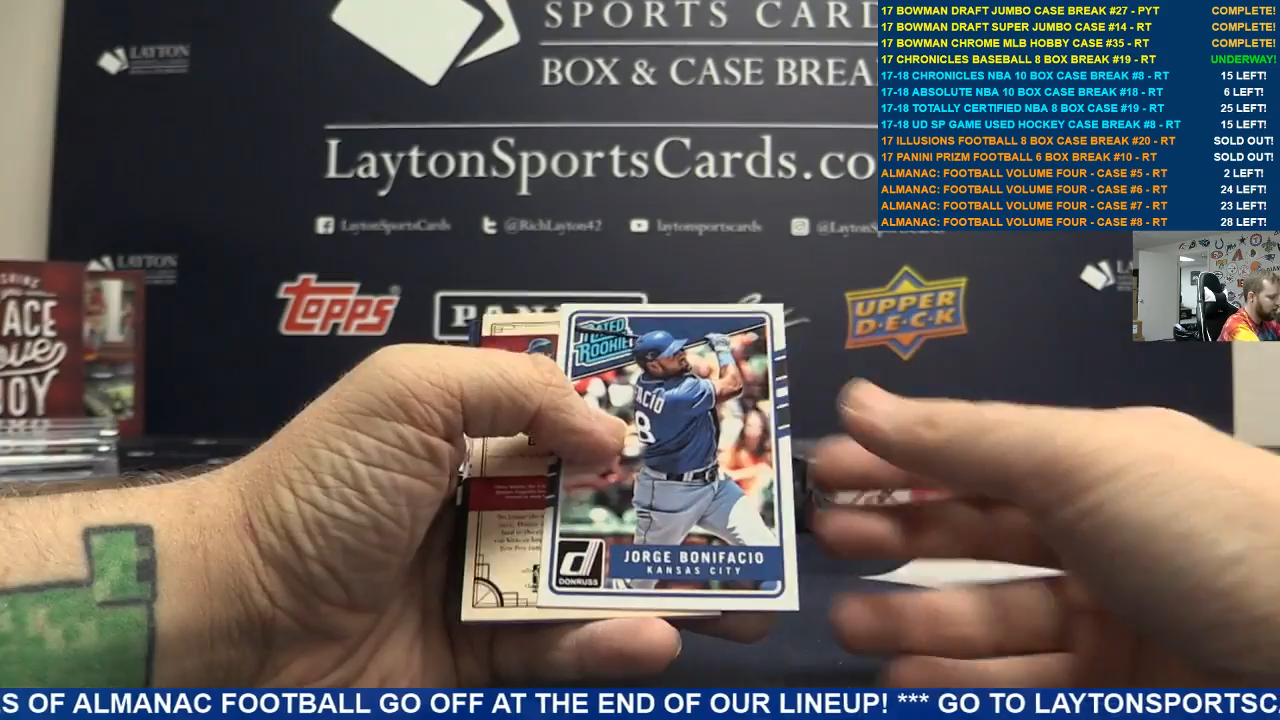 SPORTS CARD
BOX & CASE BREA
LaytonSportsCards.co
LaytonSportsCards
@RichLayton42
laytonsportscards
@Layton
LAYTON
TOPPS
UPPER
DECK
ACE
JOY
RATED
ROOKIE
8
JORGE BONIFACIO
KANSAS CITY
DONRUSS
17 BOWMAN DRAFT JUMBO CASE BREAK #27 - PYT COMPLETE!
17 BOWMAN DRAFT SUPER JUMBO CASE #14 - RT COMPLETE!
17 BOWMAN CHROME MLB HOBBY CASE #35 - RT COMPLETE!
17 CHRONICLES BASEBALL 8 BOX BREAK #19 - RT UNDERWAY!
17-18 CHRONICLES NBA 10 BOX CASE BREAK #8 - RT 15 LEFT!
17-18 ABSOLUTE NBA 10 BOX CASE BREAK #18 - RT 6 LEFT!
17-18 TOTALLY CERTIFIED NBA 8 BOX CASE #19 - RT 25 LEFT!
17-18 UD SP GAME USED HOCKEY CASE BREAK #8 - RT 15 LEFT!
17 ILLUSIONS FOOTBALL 8 BOX CASE BREAK #20 - RT SOLD OUT!
17 PANINI PRIZM FOOTBALL 6 BOX BREAK #10 - RT SOLD OUT!
ALMANAC: FOOTBALL VOLUME FOUR - CASE #5 - RT 2 LEFT!
ALMANAC: FOOTBALL VOLUME FOUR - CASE #6 - RT 24 LEFT!
ALMANAC: FOOTBALL VOLUME FOUR - CASE #7 - RT 23 LEFT!
ALMANAC: FOOTBALL VOLUME FOUR - CASE #8 - RT 28 LEFT!
ES OF ALMANAC FOOTBALL GO OFF AT THE END OF OUR LINEUP! *** GO TO LAYTONSPORTSCA